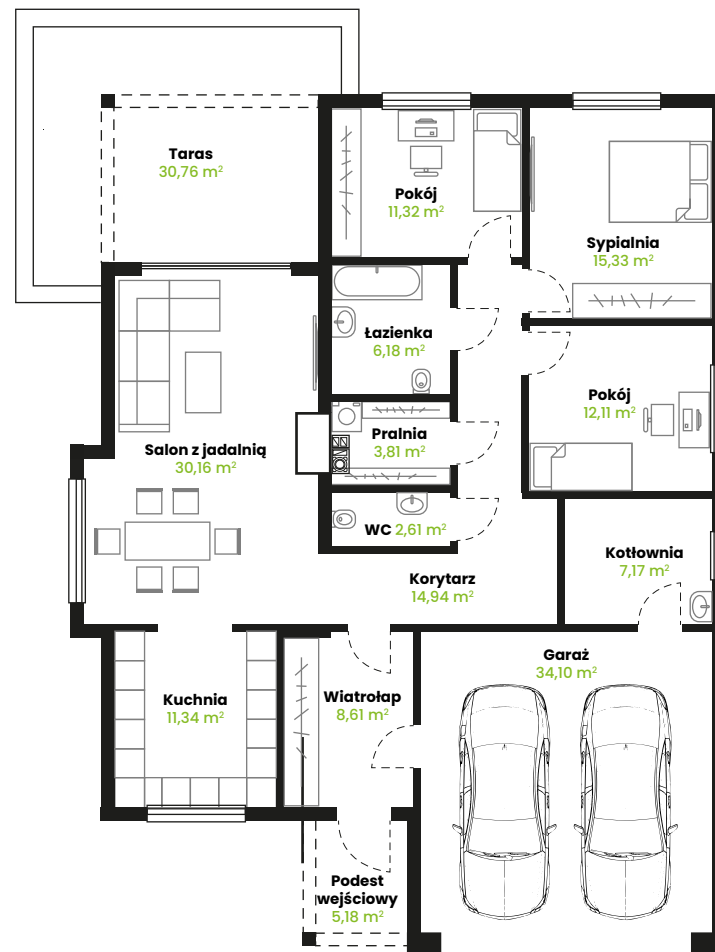 Taras
30,76 m²
Pokój
11,32 m²
Sypialnia
15,33 m²
Łazienka
6,18 m²
Pokój
12,11 m²
Pralnia
3,81 m²
Salon z jadalnią
30,16 m²
WC 2,61 m²
Kotłownia
7,17 m²
Korytarz
14,94 m²
Garaż
34,10 m²
Kuchnia
11,34 m²
Wiatrołap
8,61 m²
Podest
wejściowy
5,18 m²